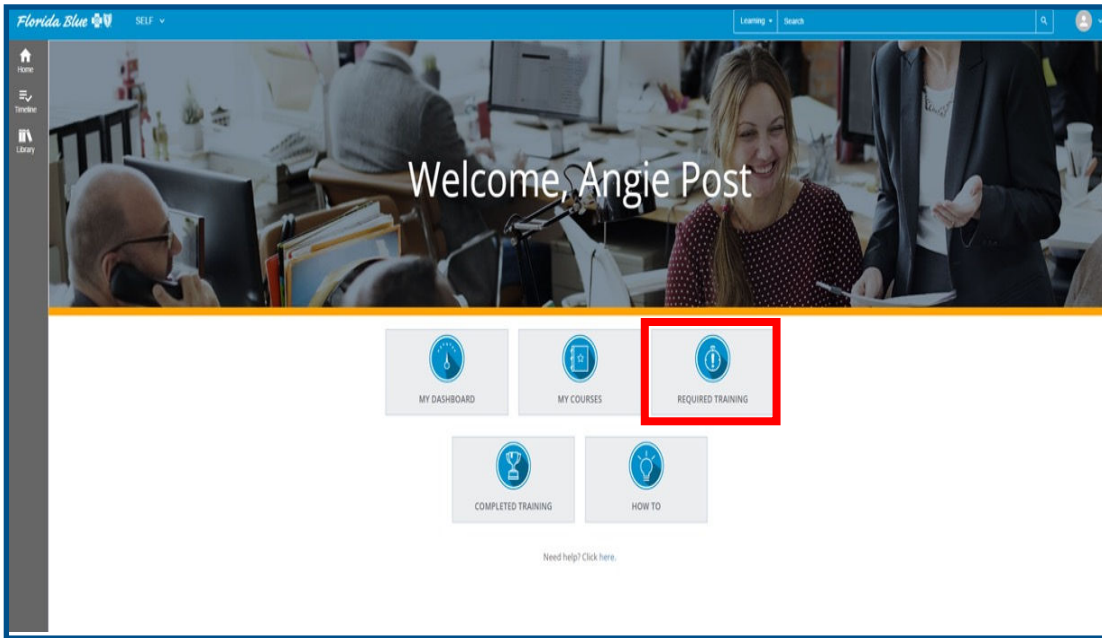 Florida Blue
SELF
Learning
Search
Home
Timeline
Library
Welcome, Angie Post
MY DASHBOARD
MY COURSES
REQUIRED TRAINING
COMPLETED TRAINING
HOW TO
Need help? Click here.